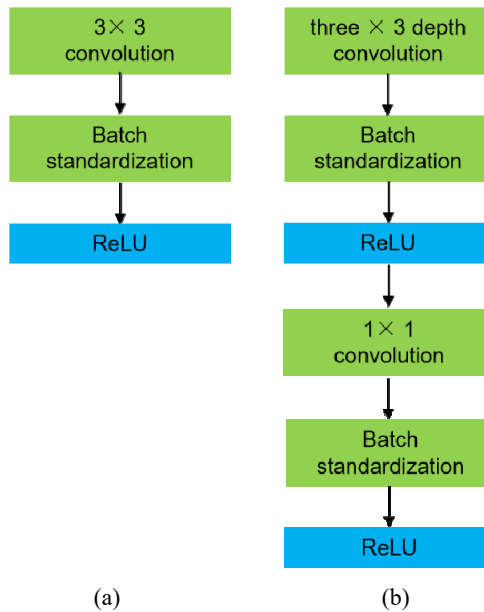 3× 3
convolution
Batch
standardization
ReLU
(a)
three × 3 depth
convolution
Batch
standardization
ReLU
1× 1
convolution
Batch
standardization
ReLU
(b)